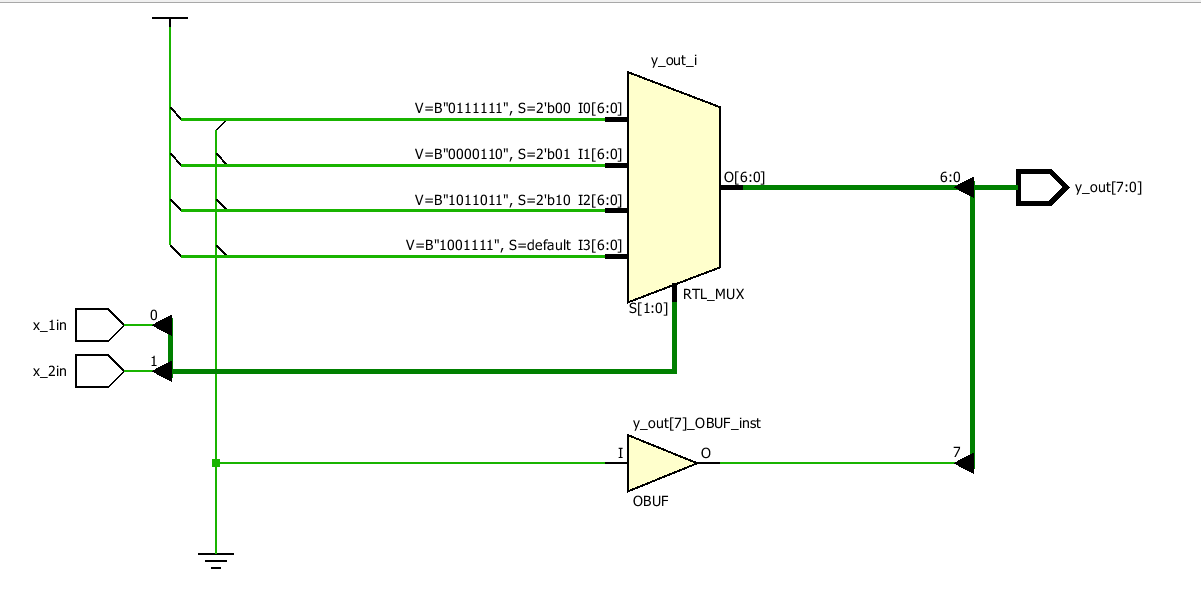 y_out_i
V=B"0111111", S=2'b00 I0[6:0]
V=B"0000110", S=2'b01 I1[6:0]
O[6:0]
6:0
y_out[7:0]
V=B"1011011", S=2'b10 I2[6:0]
V=B"1001111", S=default I3[6:0]
RTL_MUX
S[1:0]
x_1in
0
x_2in
1
y_out[7]_OBUF_inst
I
O
7
OBUF